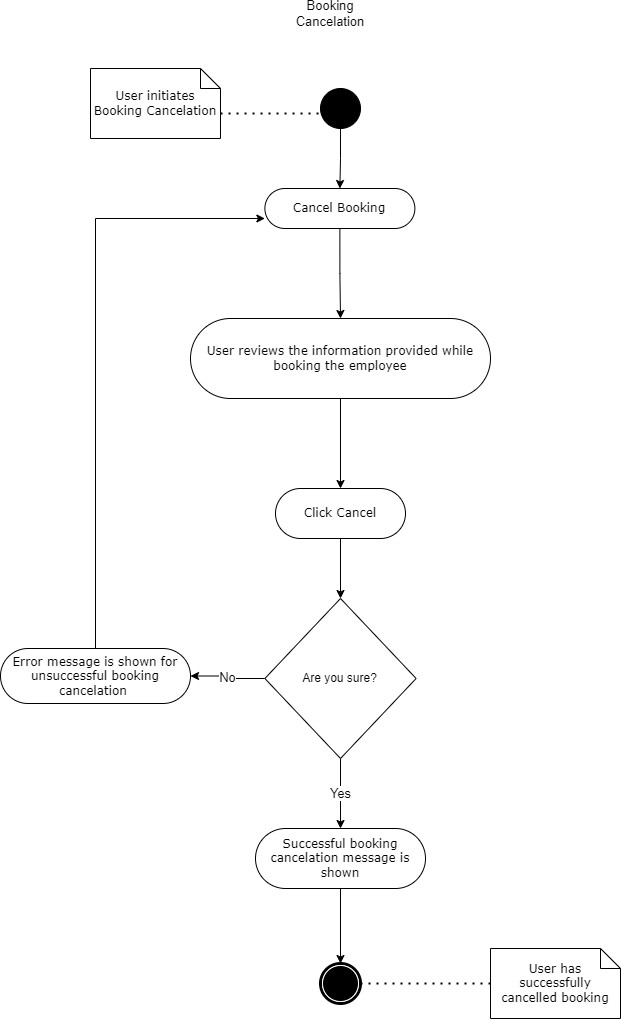 Booking
Cancelation
User initiates
Booking Cancelation
Cancel Booking
User reviews the information provided while
booking the employee
Click Cancel
Are you sure?
No
Error message is shown for
unsuccessful booking
cancelation
Yes
Successful booking
cancelation message is
shown
User has
successfully
cancelled booking